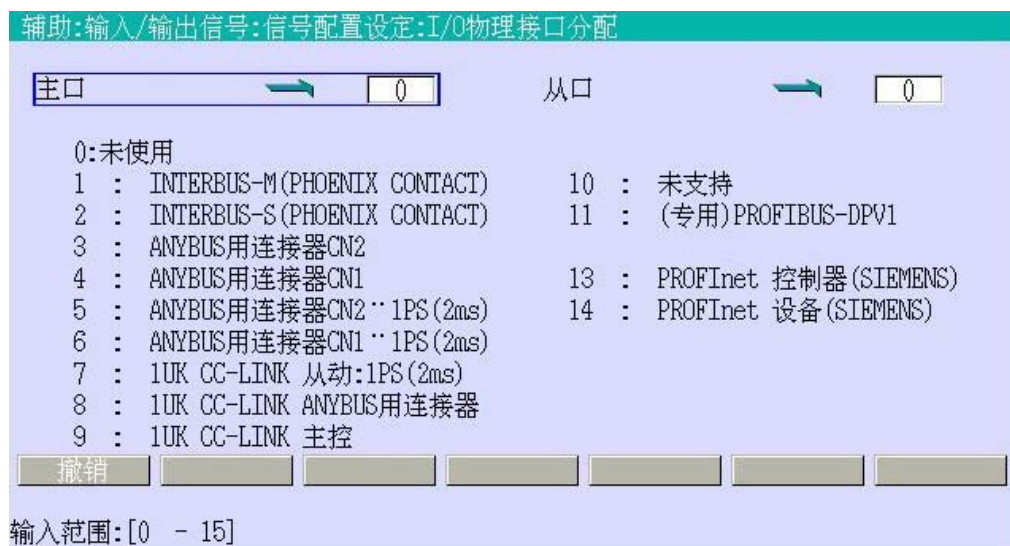 辅助:输入/输出信号:信号配置设定:I/O物理接口分配
主口 0 从口 0
0:未使用
1 : INTERBUS-M(PHOENIX CONTACT) 10 : 未支持
2 : INTERBUS-S(PHOENIX CONTACT) 11 : (专用)PROFIBUS-DPV1
3 : ANYBUS用连接器CN2
4 : ANYBUS用连接器CN1 13 : PROFInet 控制器(SIEMENS)
5 : ANYBUS用连接器CN2‥1PS(2ms) 14 : PROFInet 设备(SIEMENS)
6 : ANYBUS用连接器CN1‥1PS(2ms)
7 : 1UK CC-LINK 从动:1PS(2ms)
8 : 1UK CC-LINK ANYBUS用连接器
9 : 1UK CC-LINK 主控
撤销
输入范围:[0 - 15]